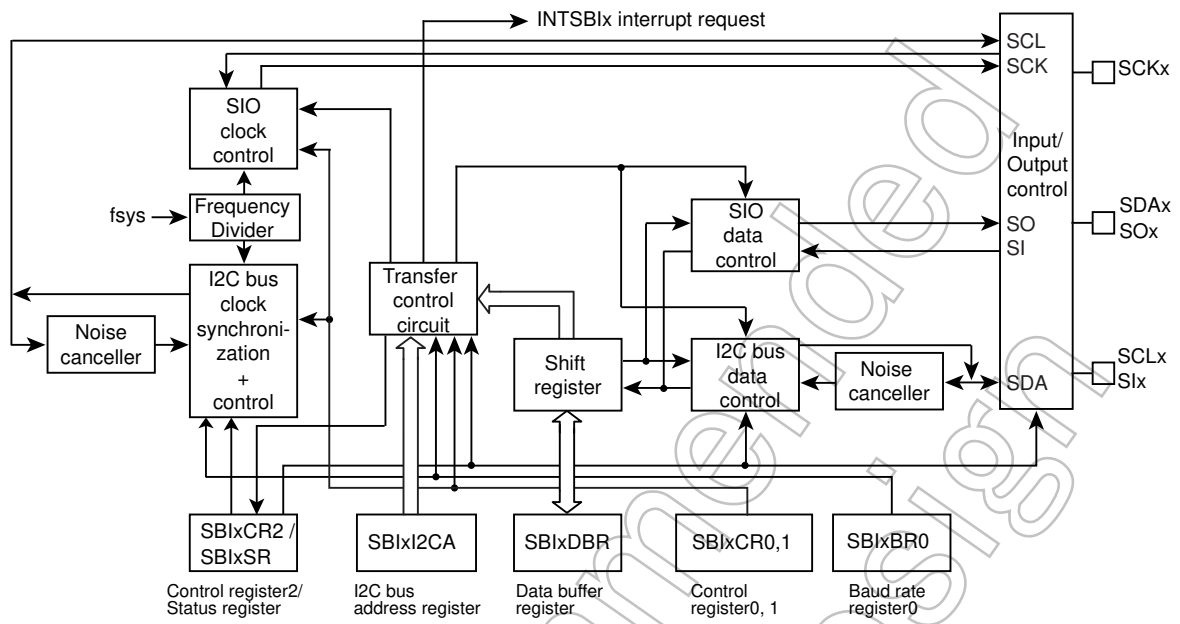 INTSBIx interrupt request
SCL
SCK
SCKx
SIO
clock
control
Input/
Output
control
fsys
Frequency
Divider
SIO
data
control
SO
SI
SDAx
SOx
I2C bus
clock
synchroni-
zation
+
control
Transfer
control
circuit
Noise
canceller
Shift
register
I2C bus
data
control
Noise
canceller
SDA
SCLx
SIx
SBIxCR2 /
SBIxSR
SBIxI2CA
SBIxDBR
SBIxCR0,1
SBIxBR0
Control register2/
Status register
I2C bus
address register
Data buffer
register
Control
register0, 1
Baud rate
register0